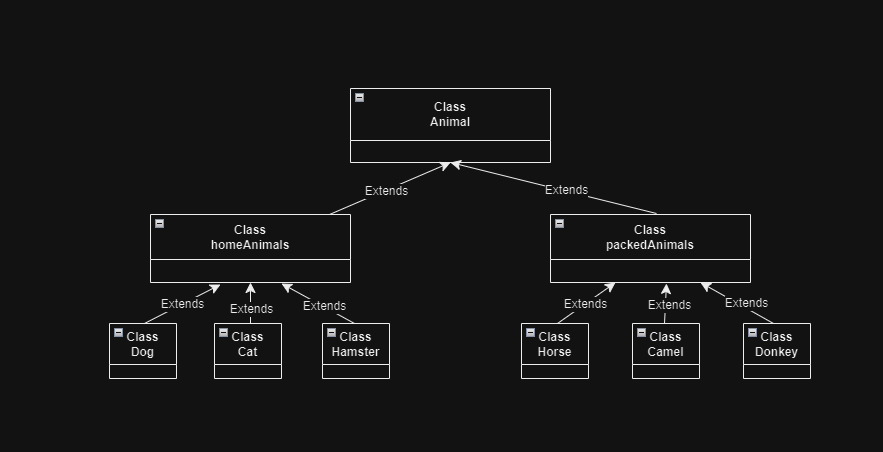 Class
Animal
Extends
Extends
Class
homeAnimals
Class
packedAnimals
Extends
Extends
Extends
Extends
Extends
Extends
Class
Dog
Class
Cat
Class
Hamster
Class
Horse
Class
Camel
Class
Donkey